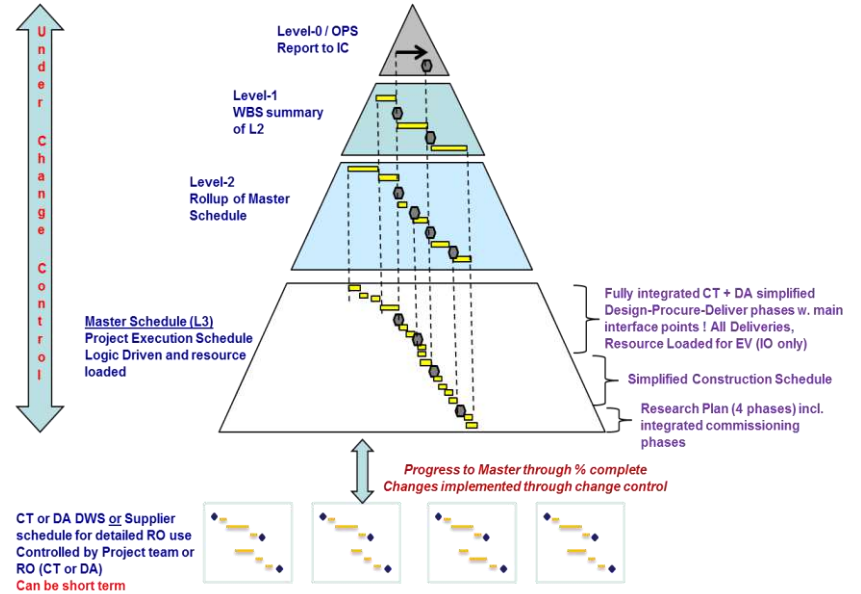 Under Change Control
Level-0 / OPS
Report to IC
Level-1
WBS summary
of L2
Level-2
Rollup of Master
Schedule
Master Schedule (L3)
Project Execution Schedule
Logic Driven and resource
loaded
Fully integrated CT + DA simplified
Design-Procure-Deliver phases w. main
interface points ! All Deliveries,
Resource Loaded for EV (IO only)
Simplified Construction Schedule
Research Plan (4 phases) incl.
integrated commissioning
phases
Progress to Master through % complete
Changes implemented through change control
CT or DA DWS or Supplier
schedule for detailed RO use
Controlled by Project team or
RO (CT or DA)
Can be short term